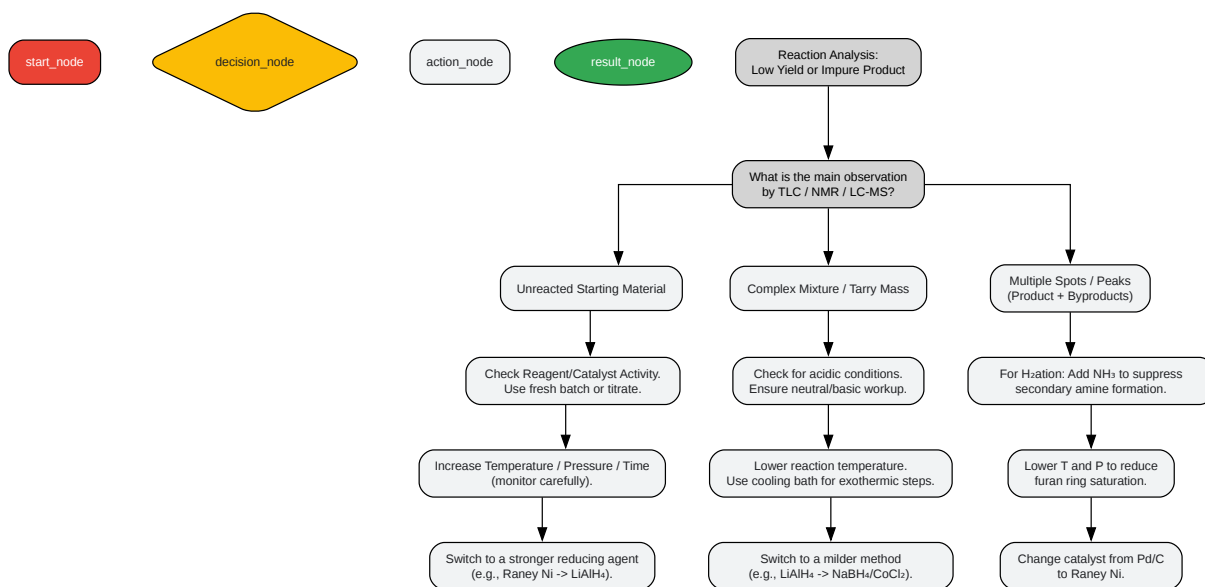 start_node
decision_node
action_node
result_node
Reaction Analysis:
Low Yield or Impure Product
What is the main observation
by TLC / NMR / LC-MS?
Unreacted Starting Material
Complex Mixture / Tarry Mass
Multiple Spots / Peaks
(Product + Byproducts)
Check Reagent/Catalyst Activity.
Use fresh batch or titrate.
Check for acidic conditions.
Ensure neutral/basic workup.
For H₂ation: Add NH₃ to suppress
secondary amine formation.
Increase Temperature / Pressure / Time
(monitor carefully).
Lower reaction temperature.
Use cooling bath for exothermic steps.
Lower T and P to reduce
furan ring saturation.
Switch to a stronger reducing agent
(e.g., Raney Ni -> LiAlH₄).
Switch to a milder method
(e.g., LiAlH₄ -> NaBH₄/CoCl₂).
Change catalyst from Pd/C
to Raney Ni.